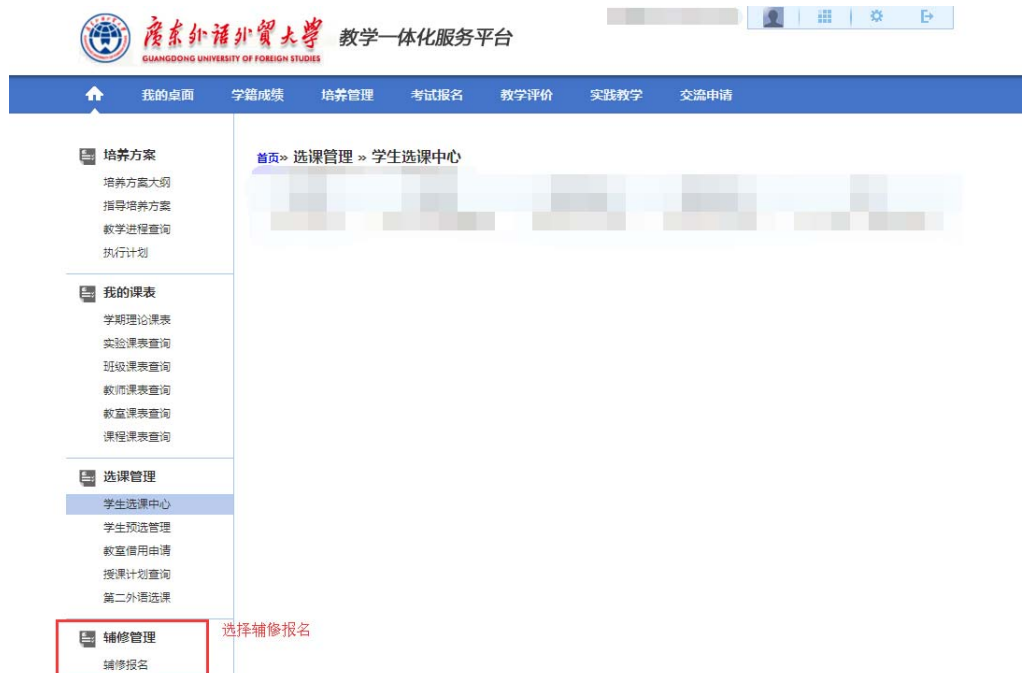 廣東外語外貿大學
GUANGDONG UNIVERSITY OF FOREIGN STUDIES
教学一体化服务平台
我的桌面 学籍成绩 培养管理 考试报名 教学评价 实践教学 交流申请
首页» 选课管理 » 学生选课中心
培养方案
培养方案大纲
指导培养方案
教学进程查询
执行计划
我的课表
学期理论课表
实验课表查询
班级课表查询
教师课表查询
教室课表查询
课程课表查询
选课管理
学生选课中心
学生预选管理
教室借用申请
授课计划查询
第二外语选课
辅修管理
选择辅修报名
辅修报名